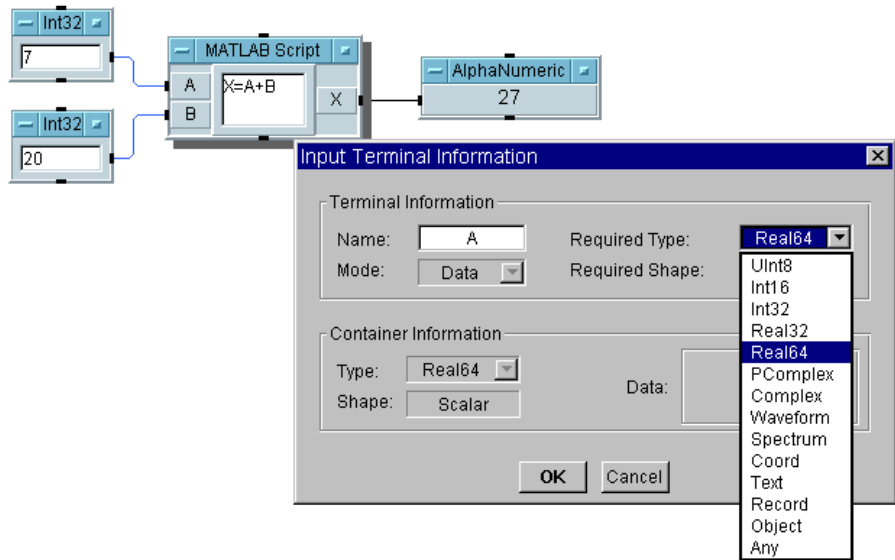 Int32
7
MATLAB Script
A
B
X=A+B
X
AlphaNumeric
27
Int32
20
Input Terminal Information
Terminal Information
Name: A
Required Type: Real64
Mode: Data
Required Shape:
UInt8
Int16
Int32
Real32
Real64
PComplex
Complex
Waveform
Spectrum
Coord
Text
Record
Object
Any
Container Information
Type: Real64
Shape: Scalar
Data:
OK
Cancel